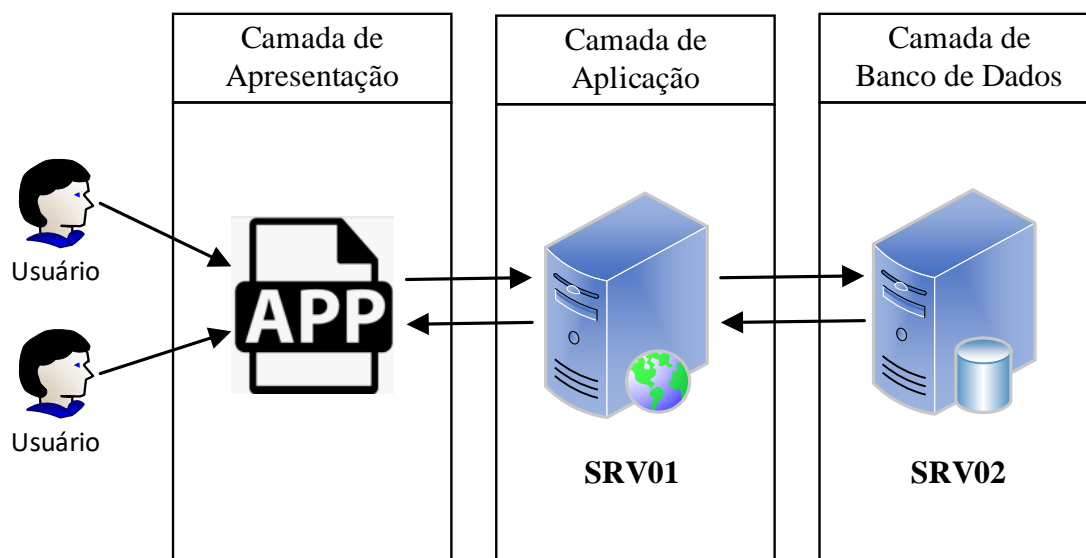 Camada de
Apresentação
Camada de
Aplicação
Camada de
Banco de Dados
Usuário
Usuário
APP
SRV01
SRV02